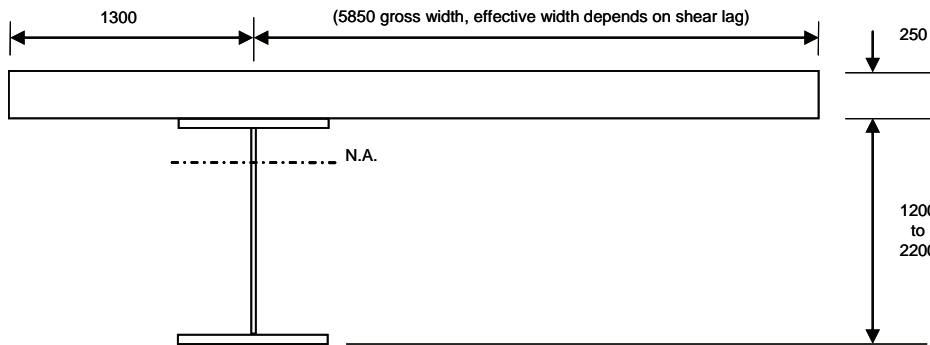 1300
(5850 gross width, effective width depends on shear lag)
250
N.A.
1200
to
2200